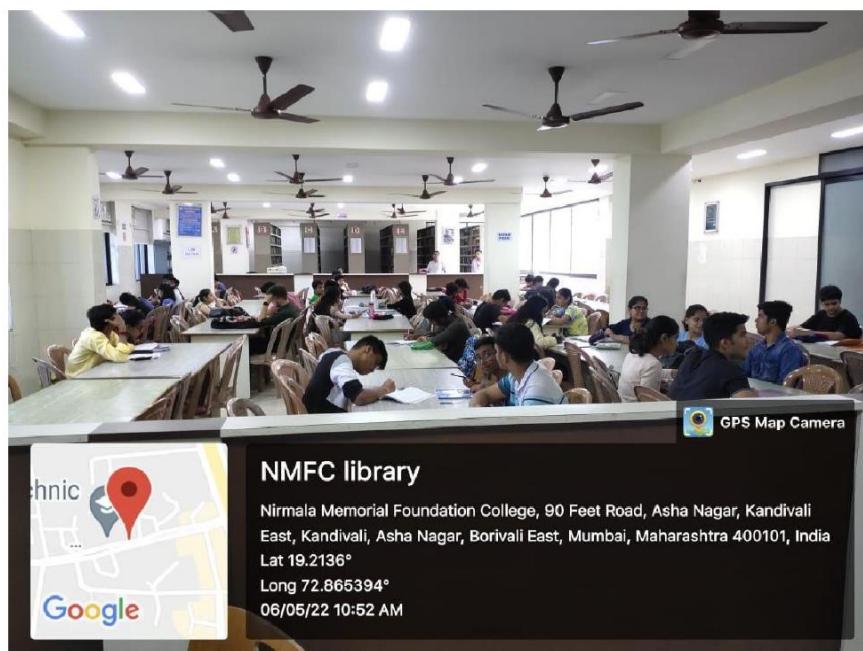 GPS Map Camera
hnic
Google
NMFC library
Nirmala Memorial Foundation College, 90 Feet Road, Asha Nagar, Kandivali
East, Kandivali, Asha Nagar, Borivali East, Mumbai, Maharashtra 400101, India
Lat 19.2136°
Long 72.865394°
06/05/22 10:52 AM